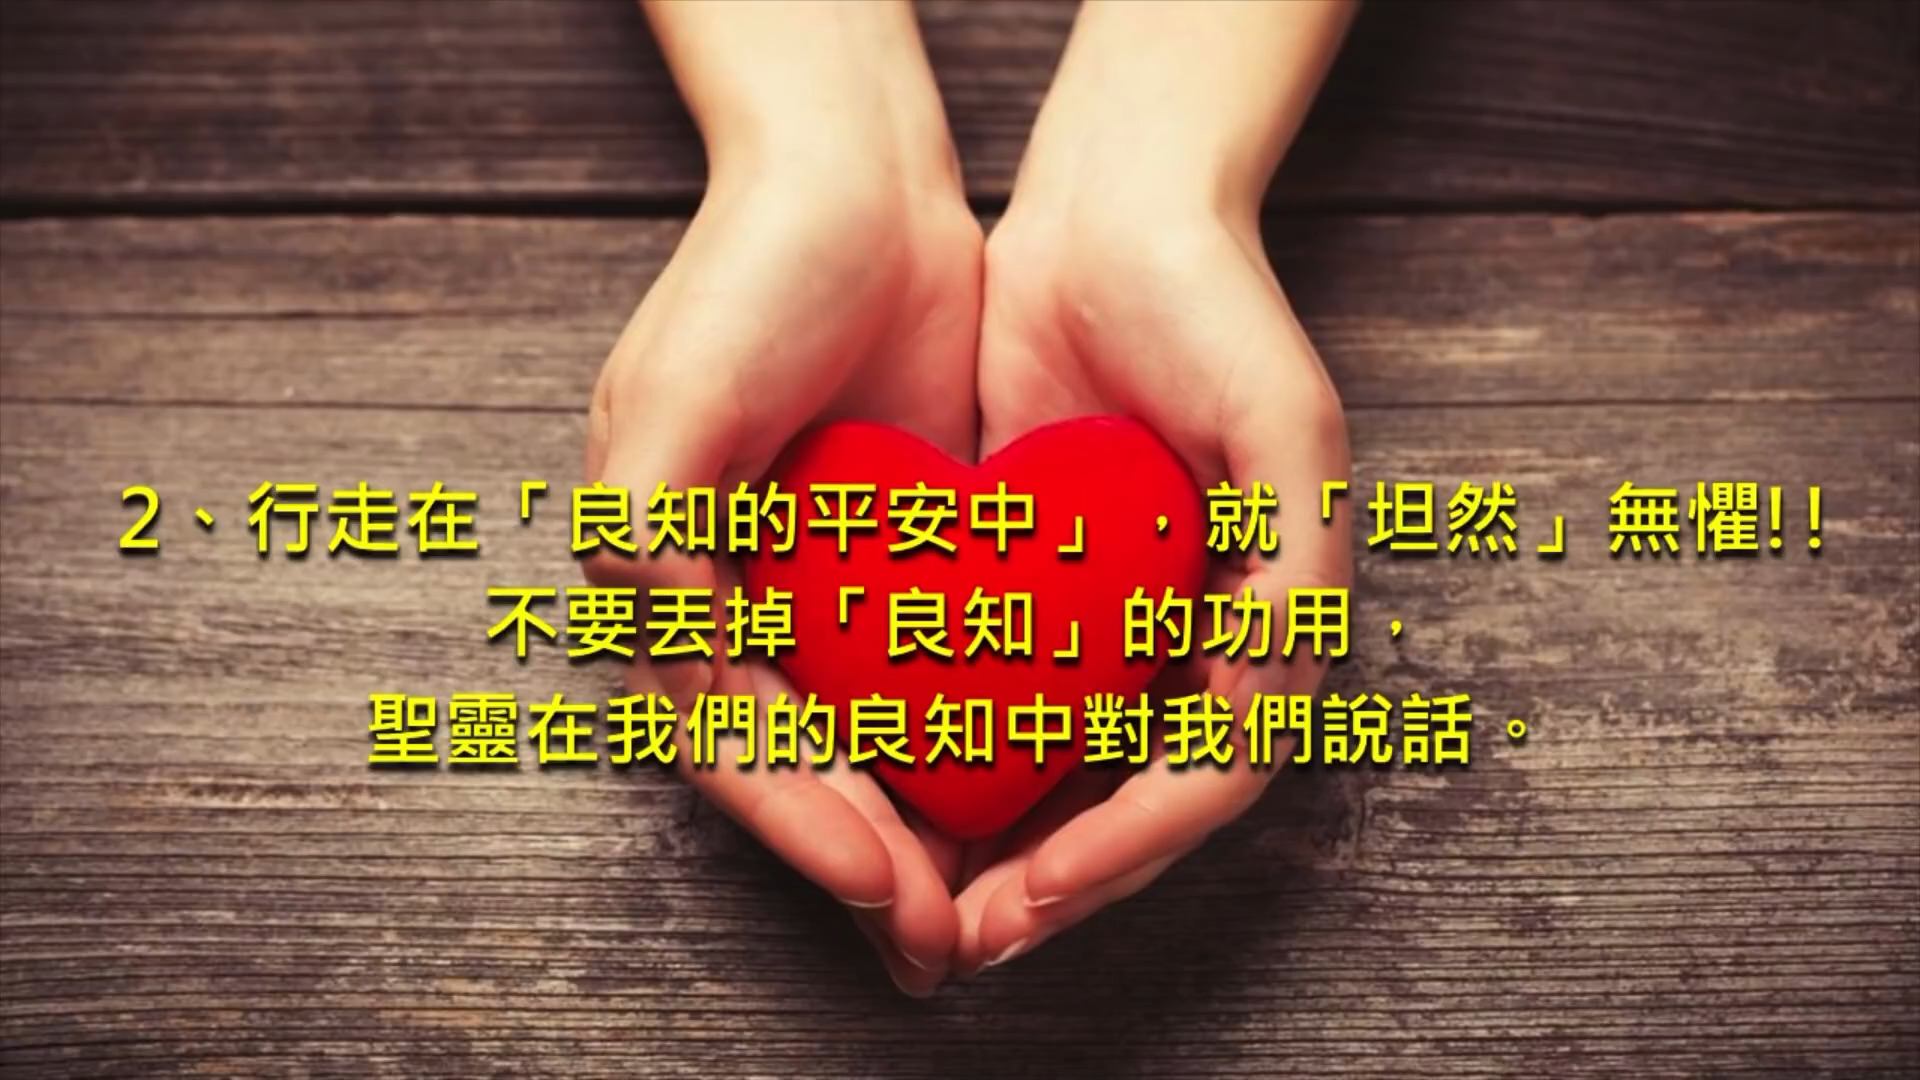 2、行走在「良知的平安中」，就「坦然」無懼!!
不要丟掉「良知」的功用，
聖靈在我們的良知中對我們說話。